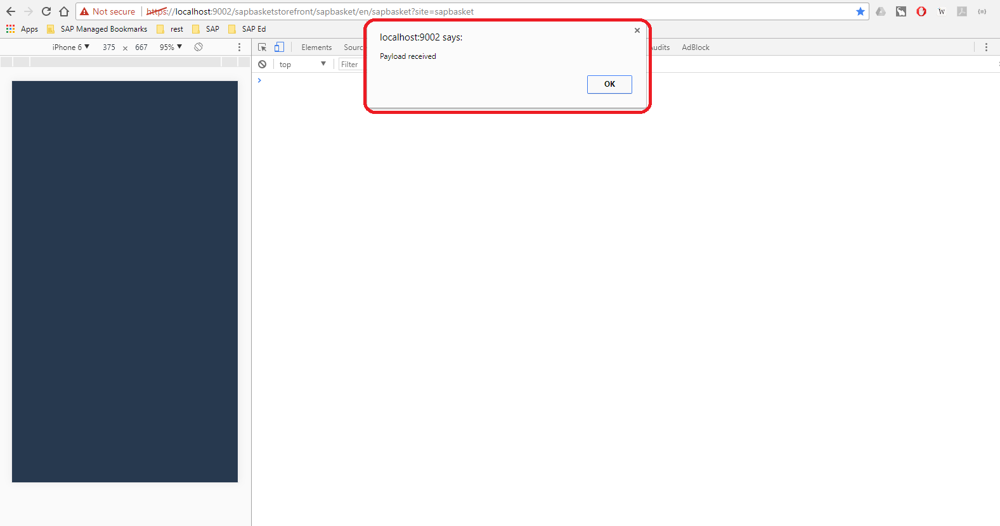 Not secure https://localhost:9002/sapbasketstorefront/sapbasket/en/sapbasket?site=sapbasket W {≡}
Apps SAP Managed Bookmarks rest SAP SAP Ed
localhost:9002 says:
Payload received
OK
iPhone 6 375 x 667 95% Elements Sourc udits AdBlock
top Filter